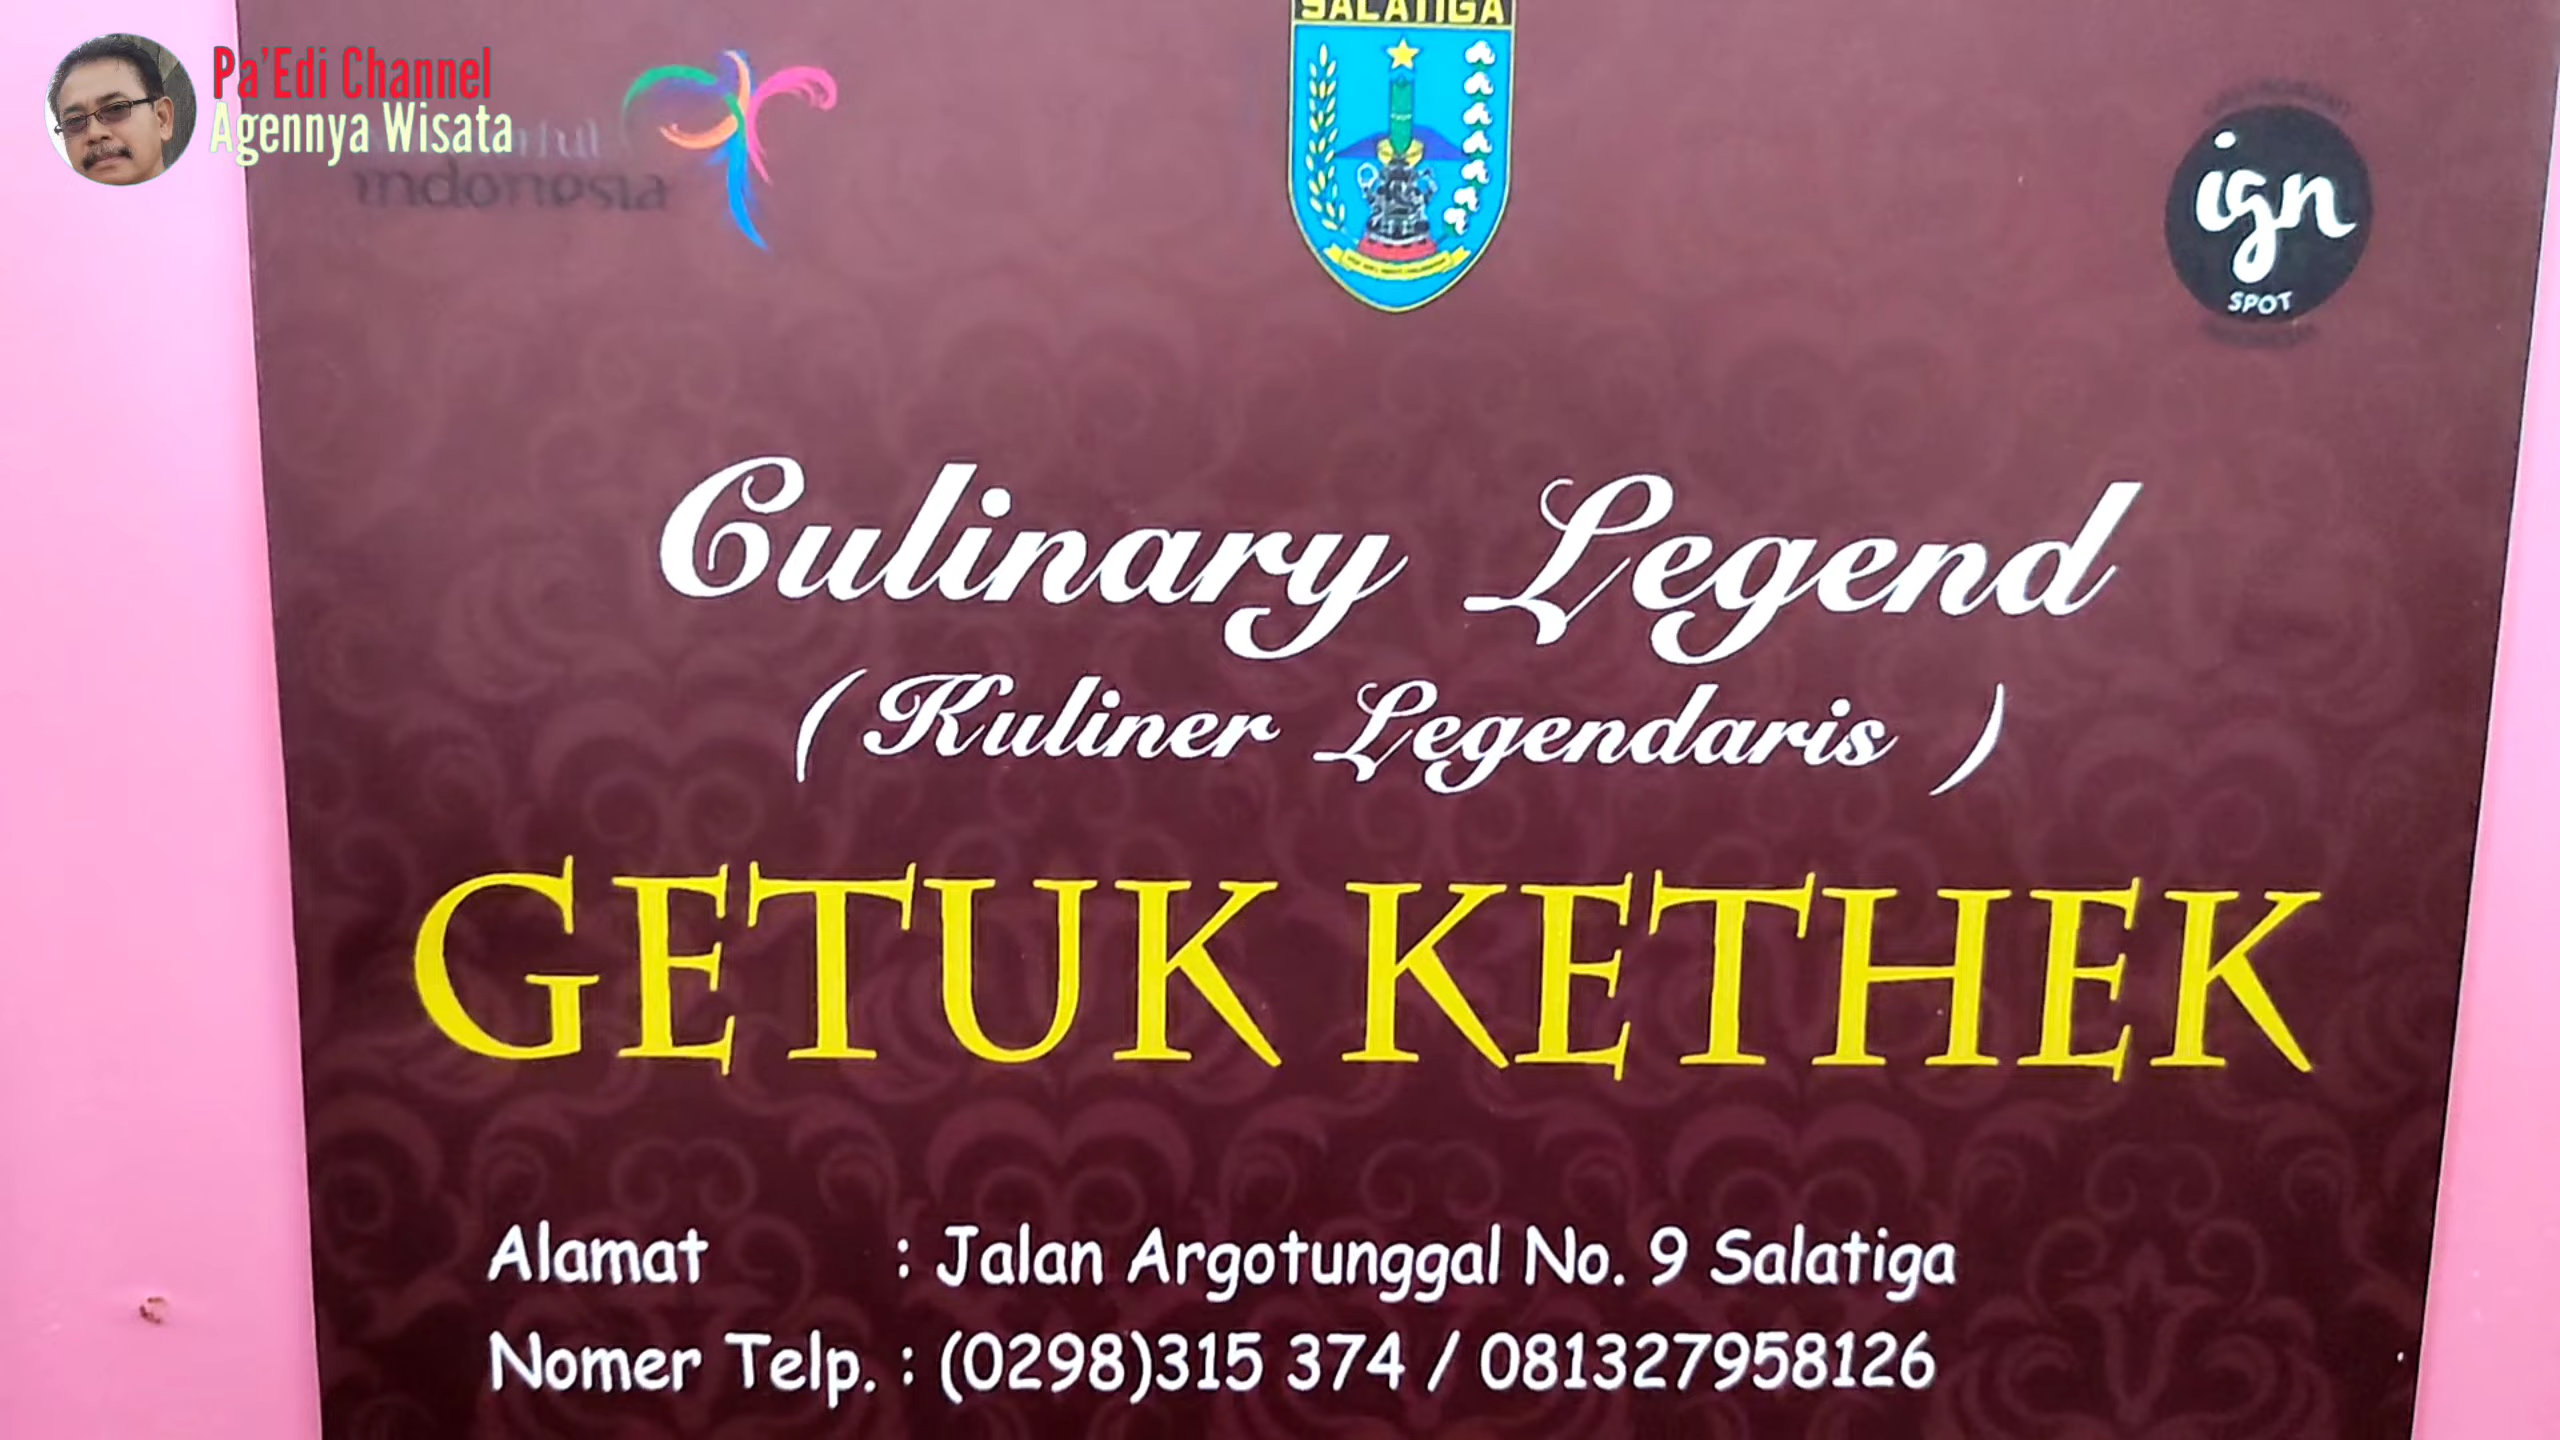 SALATIGA
Pa'Edi Channel
Agennya Wisata
indonesia
ign
SPOT
Culinary Legend
( Kuliner Legendaris )
GETUK KETHEK
Alamat : Jalan Argotunggal No. 9 Salatiga
Nomer Telp. : (0298)315 374 / 081327958126